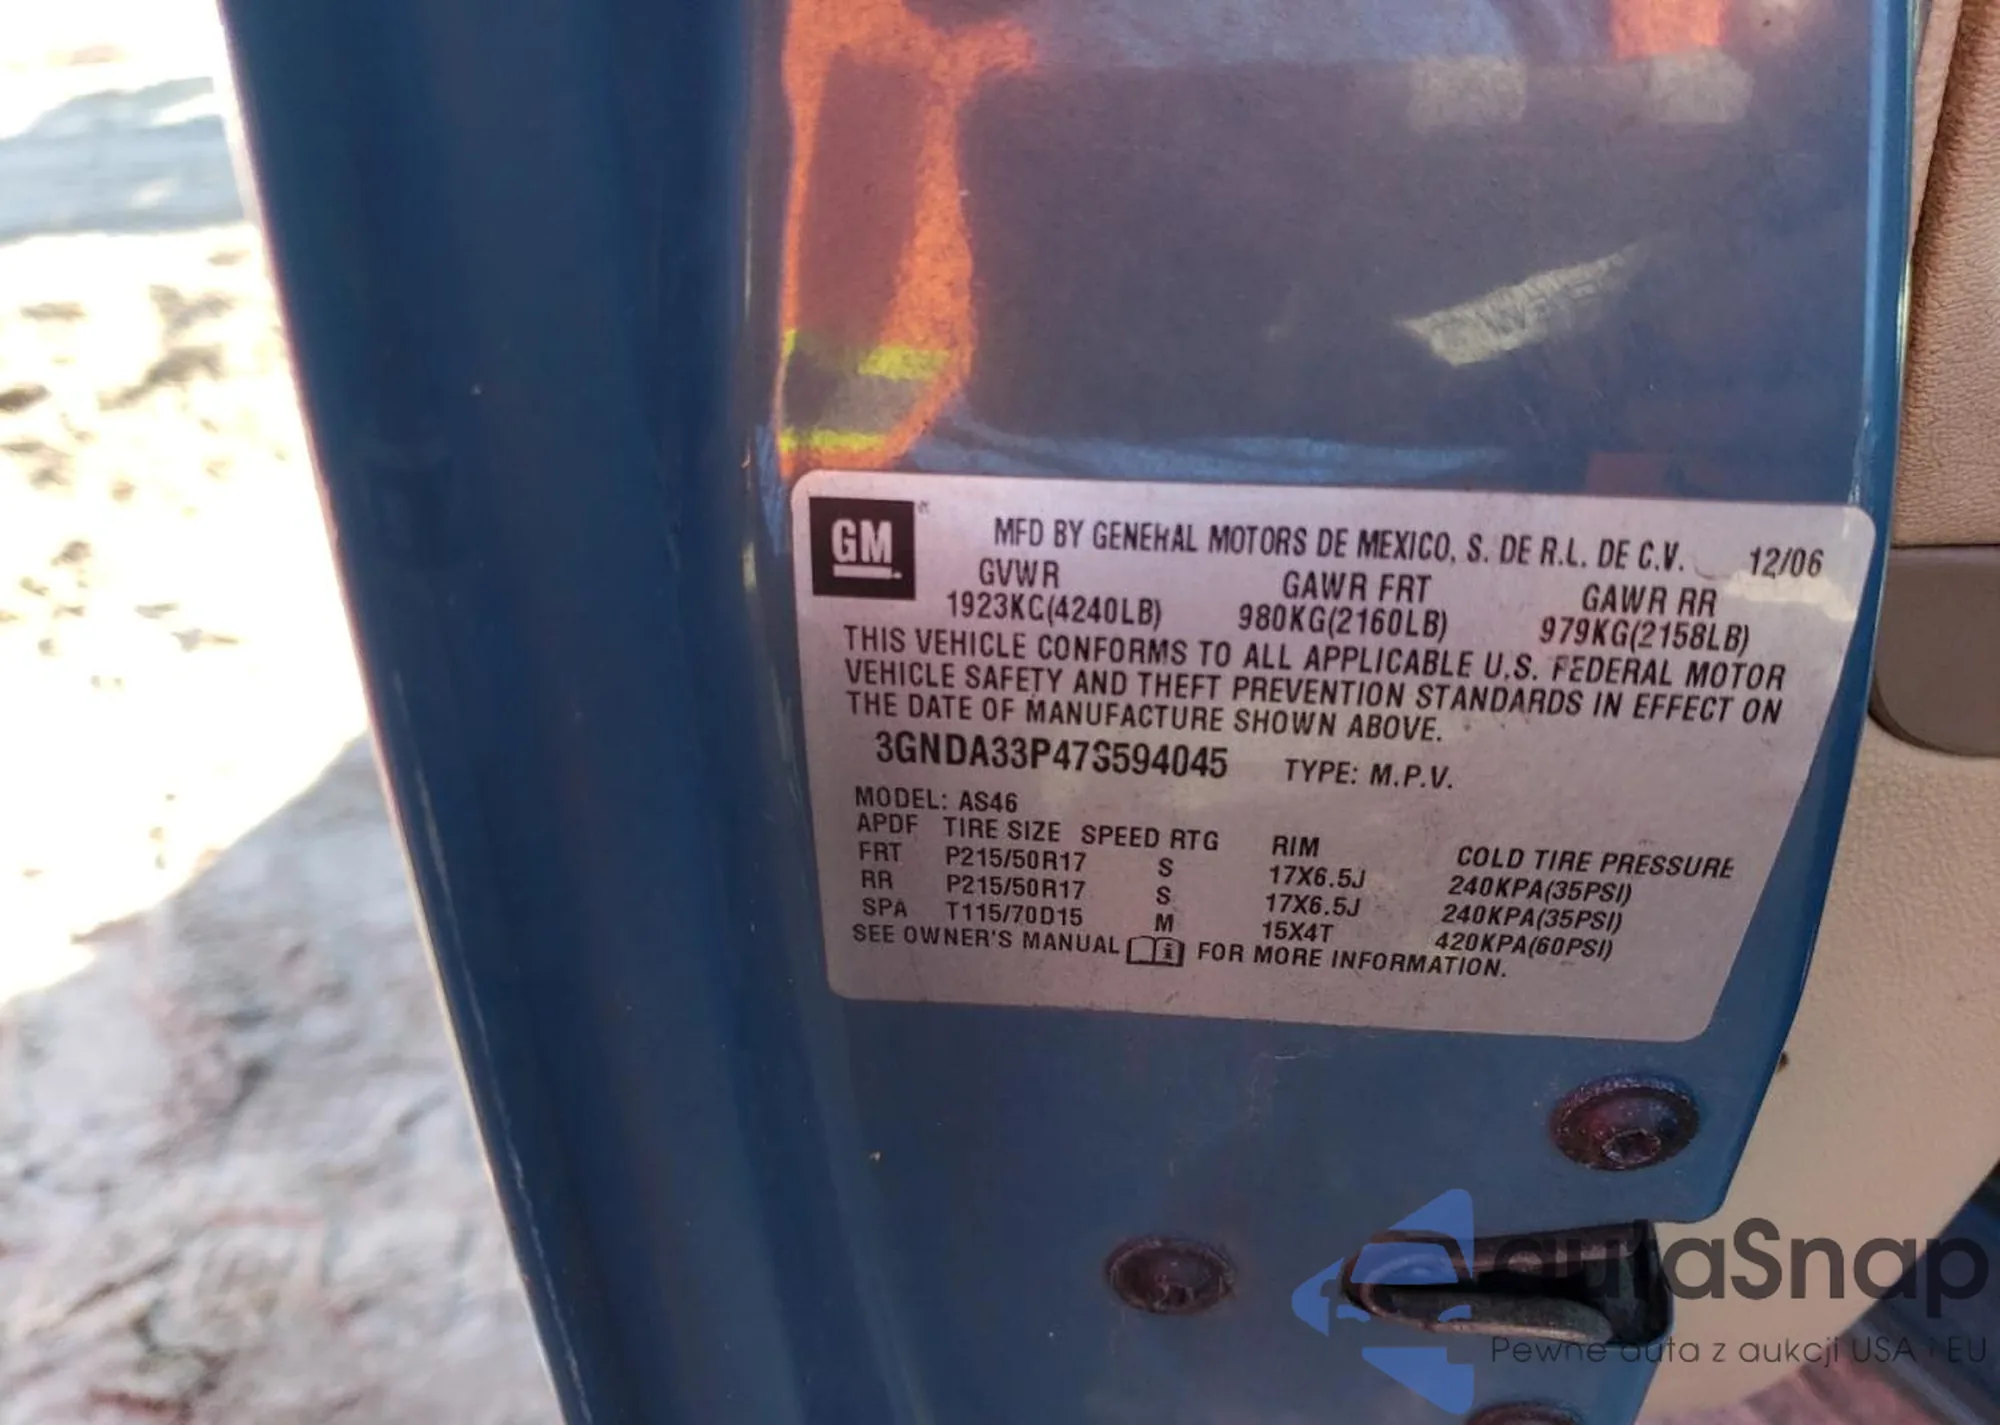 GM
MFD BY GENERAL MOTORS DE MEXICO, S. DE R.L. DE C.V. 12/06
GVWR GAWR FRT GAWR RR
1923KG(4240LB) 980KG(2160LB) 979KG(2158LB)
THIS VEHICLE CONFORMS TO ALL APPLICABLE U.S. FEDERAL MOTOR
VEHICLE SAFETY AND THEFT PREVENTION STANDARDS IN EFFECT ON
THE DATE OF MANUFACTURE SHOWN ABOVE.
3GNDA33P47S594045 TYPE: M.P.V.
MODEL: AS46
APDF TIRE SIZE SPEED RTG RIM COLD TIRE PRESSURE
FRT P215/50R17 S 17X6.5J 240KPA(35PSI)
RR P215/50R17 S 17X6.5J 240KPA(35PSI)
SPA T115/70D15 M 15X4T 420KPA(60PSI)
SEE OWNER'S MANUAL FOR MORE INFORMATION.
autaSnap
Pewne auta z aukcji USA i EU